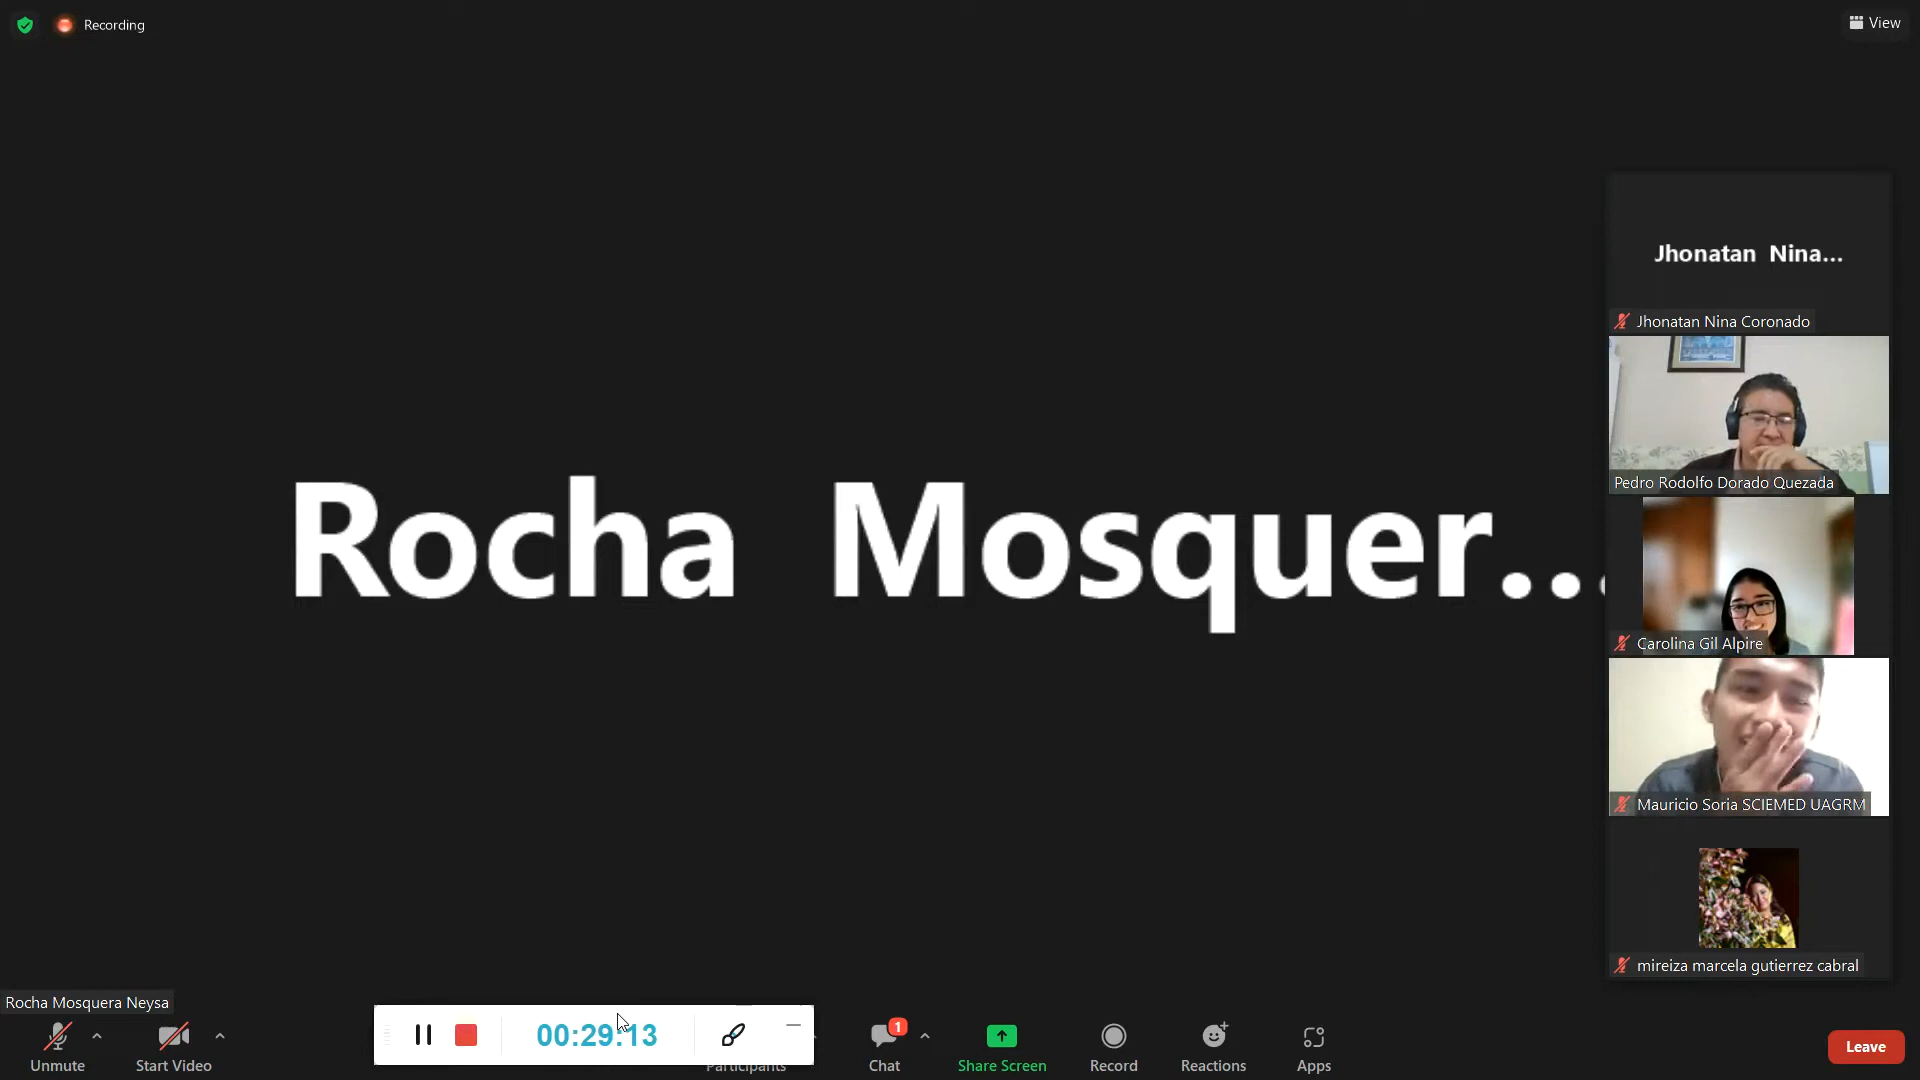 Recording
View
Jhonatan Nina...
Jhonatan Nina Coronado
Pedro Rodolfo Dorado Quezada
Rocha Mosquer...
Carolina Gil Alpire
Mauricio Soria SCIEMED UAGRM
mireiza marcela gutierrez cabral
Rocha Mosquera Neysa
00:29:13
1
Unmute
Start Video
Participants
Chat
Share Screen
Record
Reactions
Apps
Leave